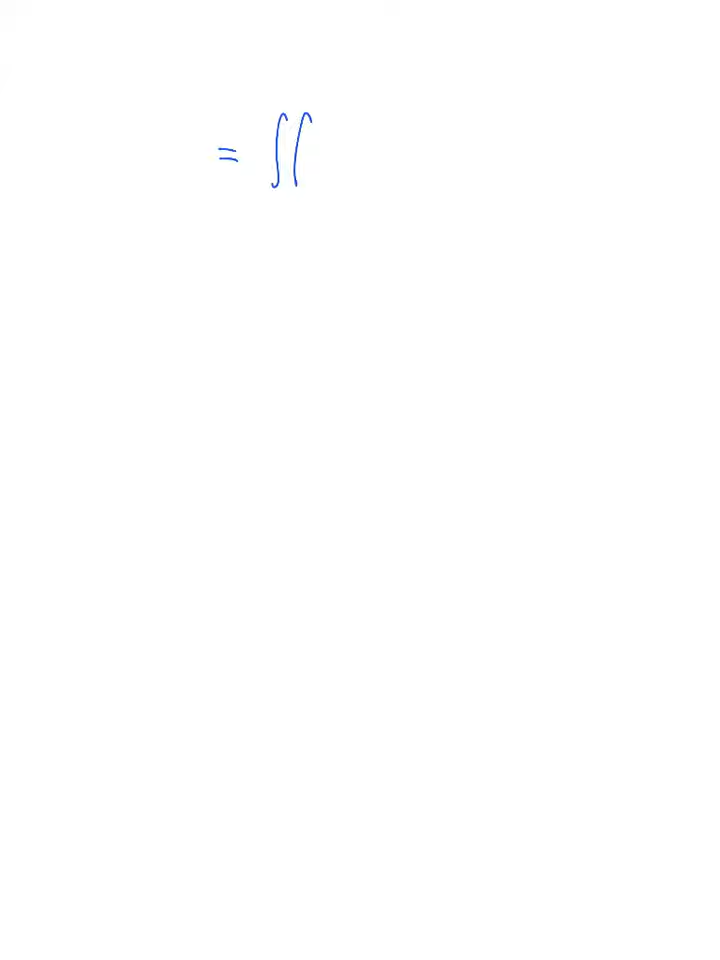 = ∫∫